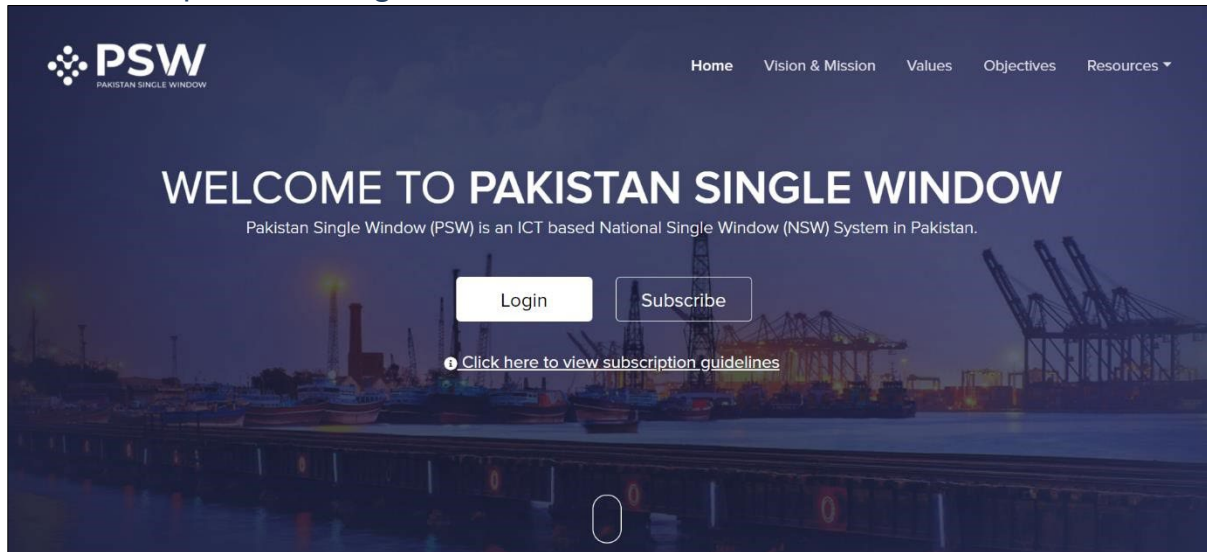 PSW
PAKISTAN SINGLE WINDOW
Home Vision & Mission Values Objectives Resources
WELCOME TO PAKISTAN SINGLE WINDOW
Pakistan Single Window (PSW) is an ICT based National Single Window (NSW) System in Pakistan.
Login Subscribe
Click here to view subscription guidelines